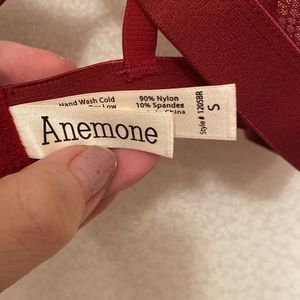 Hand Wash Cold
90% Nylon
10% Spandex
China
Style# 1205BR
S
Anemone